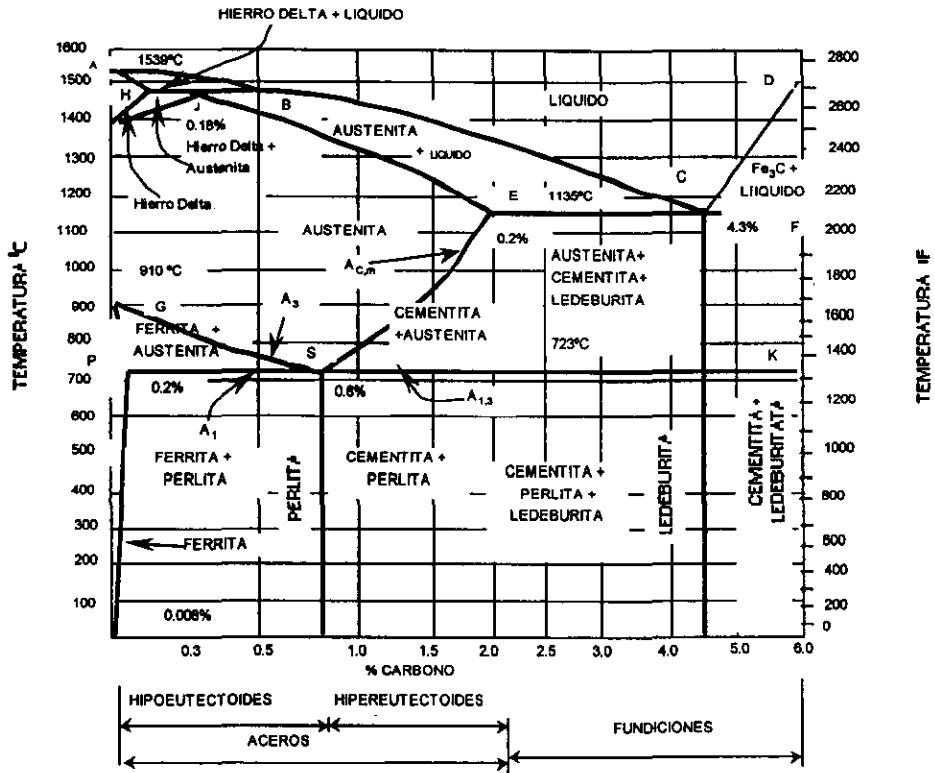 HIERRO DELTA + LIQUIDO
1600
1500
1400
1300
1200
1100
1000
900
800
700
600
500
400
300
200
100
TEMPERATURA ºC
A
1539ºC
H
J
B
0.18%
Hierro Delta +
Austenita
Hierro Delta
LIQUIDO
D
AUSTENITA
+ LIQUIDO
C
Fe₃C +
LIIQUIDO
E
1135ºC
AUSTENITA
0.2%
4.3%
F
A C,m
AUSTENITA+
CEMENTITA+
LEDEBURITA
910 ºC
G
A₃
CEMENTITA
+AUSTENITA
FERRITA +
AUSTENITA
P
S
723ºC
K
0.2%
0.8%
A₁
A₁,₃
FERRITA +
PERLITA
PERLITA
CEMENTITA +
PERLITA
CEMENTITA +
PERLITA +
LEDEBURITA
LEDEBURITA
CEMENTITA +
LEDEBURITATA
FERRITA
0.008%
2800
2600
2400
2200
2000
1800
1600
1400
1200
1000
800
600
400
200
0
TEMPERATURA ºF
0.3
0.5
1.0
1.5
2.0
2.5
3.0
4.0
5.0
6.0
% CARBONO
HIPOEUTECTOIDES
HIPEREUTECTOIDES
ACEROS
FUNDICIONES